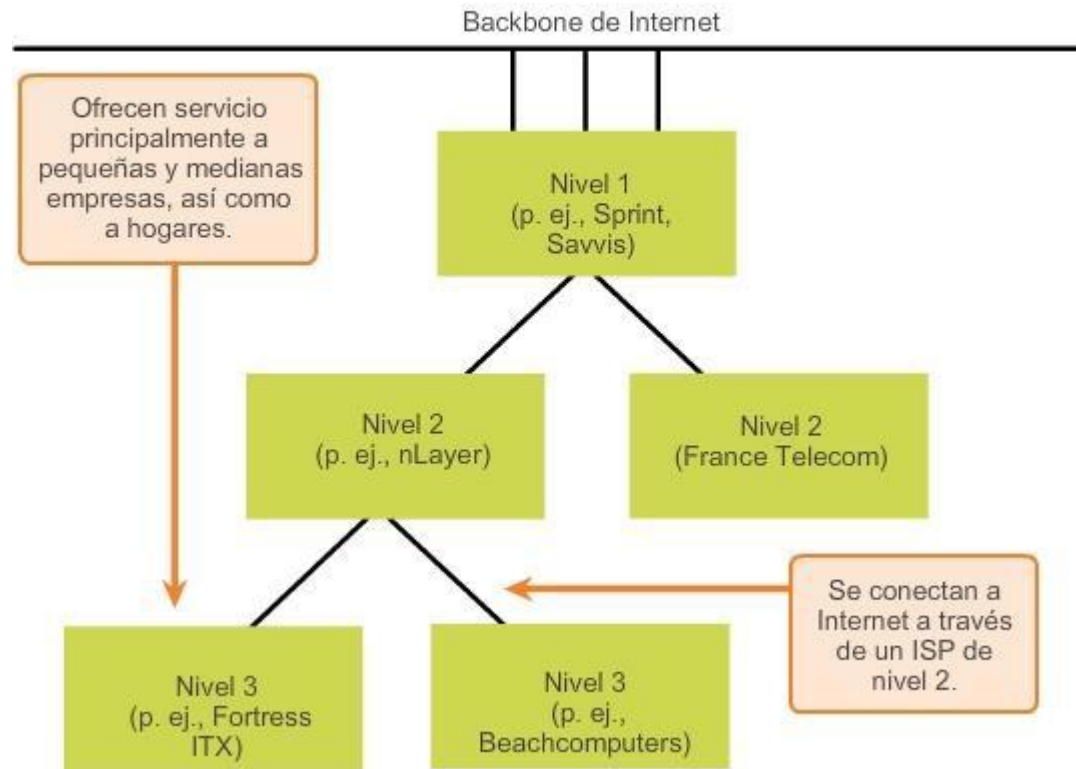 Backbone de Internet
Ofrecen servicio
principalmente a
pequeñas y medianas
empresas, así como
a hogares.
Nivel 1
(p. ej., Sprint,
Savvis)
Nivel 2
(p. ej., nLayer)
Nivel 2
(France Telecom)
Se conectan a
Internet a través
de un ISP de
nivel 2.
Nivel 3
(p. ej., Fortress
ITX)
Nivel 3
(p. ej.,
Beachcomputers)